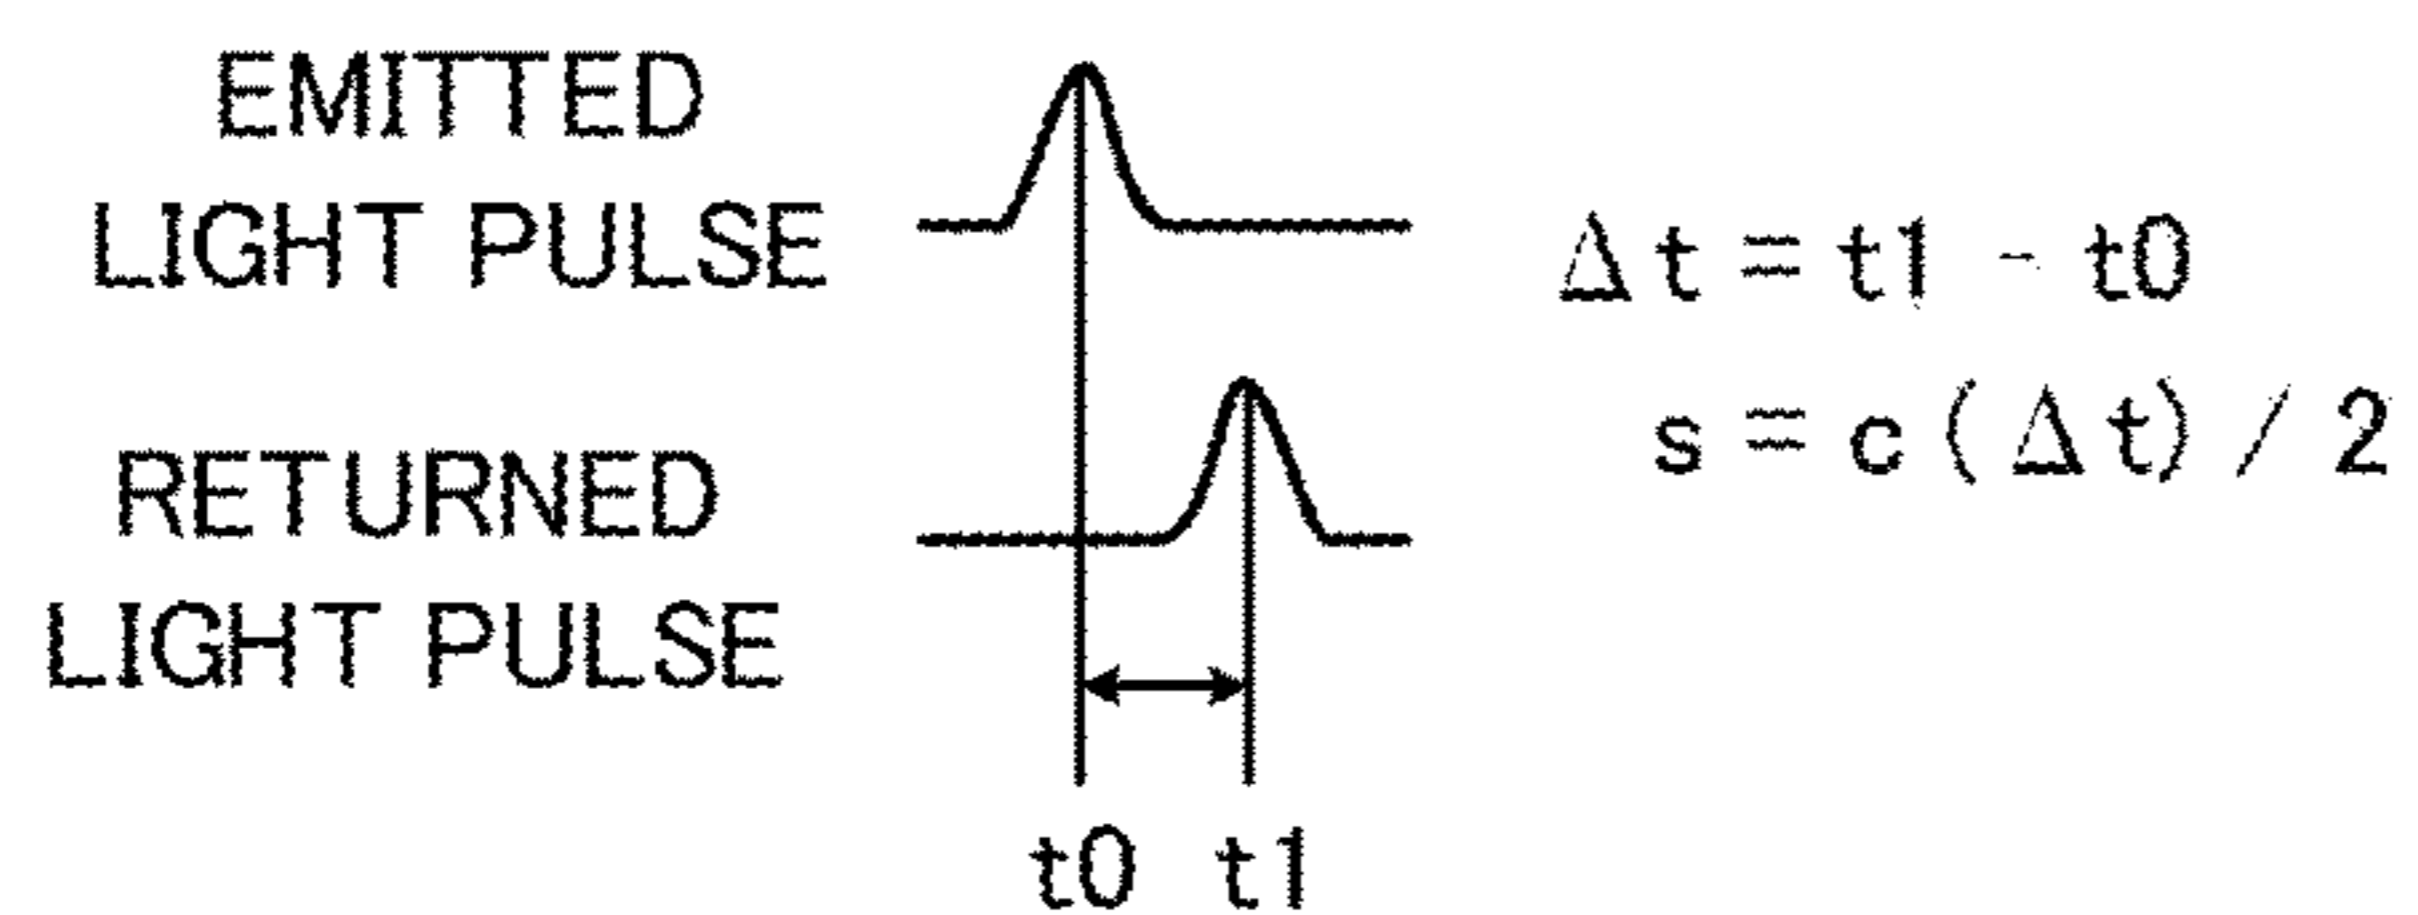 EMITTED
LIGHT PULSE
Δt = t1 - t0
s = c (Δt) / 2
RETURNED
LIGHT PULSE
t0 t1